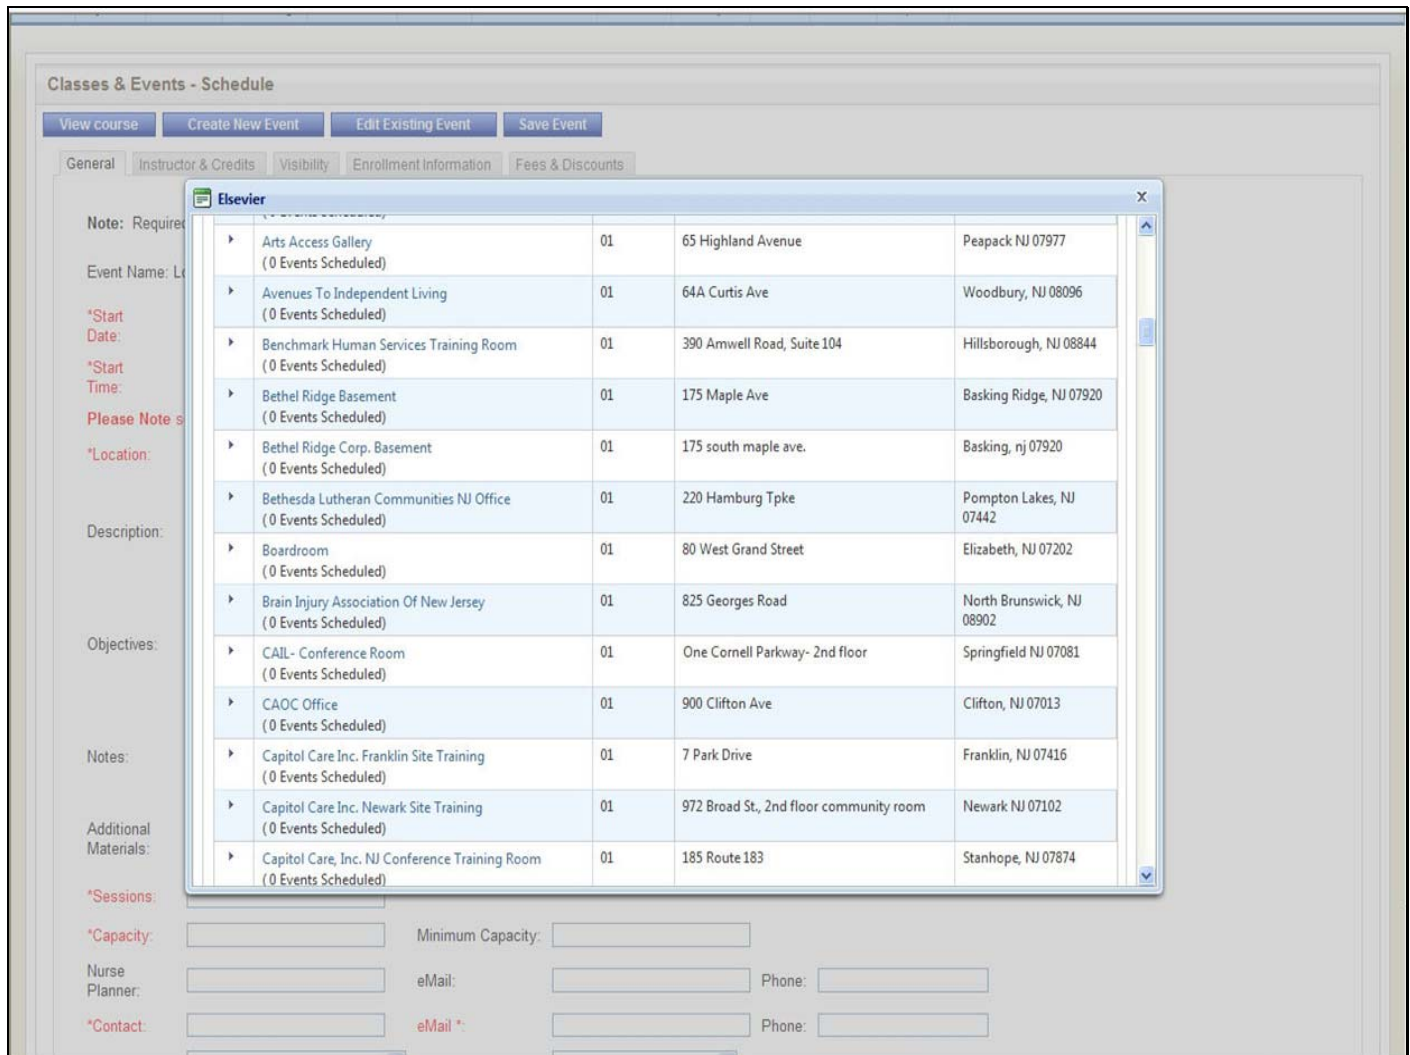 Classes & Events - Schedule
View course Create New Event Edit Existing Event Save Event
General Instructor & Credits Visibility Enrollment Information Fees & Discounts
Elsevier x
Note: Required
Event Name:
*Start
Date:
*Start
Time:
Please Note
*Location:
Description:
Objectives:
Notes:
Additional
Materials:
( 0 Events Scheduled)
Arts Access Gallery 01 65 Highland Avenue Peapack NJ 07977
( 0 Events Scheduled)
Avenues To Independent Living 01 64A Curtis Ave Woodbury, NJ 08096
( 0 Events Scheduled)
Benchmark Human Services Training Room 01 390 Amwell Road, Suite 104 Hillsborough, NJ 08844
( 0 Events Scheduled)
Bethel Ridge Basement 01 175 Maple Ave Basking Ridge, NJ 07920
( 0 Events Scheduled)
Bethel Ridge Corp. Basement 01 175 south maple ave. Basking, nj 07920
( 0 Events Scheduled)
Bethesda Lutheran Communities NJ Office 01 220 Hamburg Tpke Pompton Lakes, NJ
( 0 Events Scheduled) 07442
Boardroom 01 80 West Grand Street Elizabeth, NJ 07202
( 0 Events Scheduled)
Brain Injury Association Of New Jersey 01 825 Georges Road North Brunswick, NJ
( 0 Events Scheduled) 08902
CAIL- Conference Room 01 One Cornell Parkway- 2nd floor Springfield NJ 07081
( 0 Events Scheduled)
CAOC Office 01 900 Clifton Ave Clifton, NJ 07013
( 0 Events Scheduled)
Capitol Care Inc. Franklin Site Training 01 7 Park Drive Franklin, NJ 07416
( 0 Events Scheduled)
Capitol Care Inc. Newark Site Training 01 972 Broad St., 2nd floor community room Newark NJ 07102
( 0 Events Scheduled)
Capitol Care, Inc. NJ Conference Training Room 01 185 Route 183 Stanhope, NJ 07874
( 0 Events Scheduled)
*Sessions:
*Capacity: Minimum Capacity:
Nurse
Planner: eMail: Phone:
*Contact: eMail *: Phone: